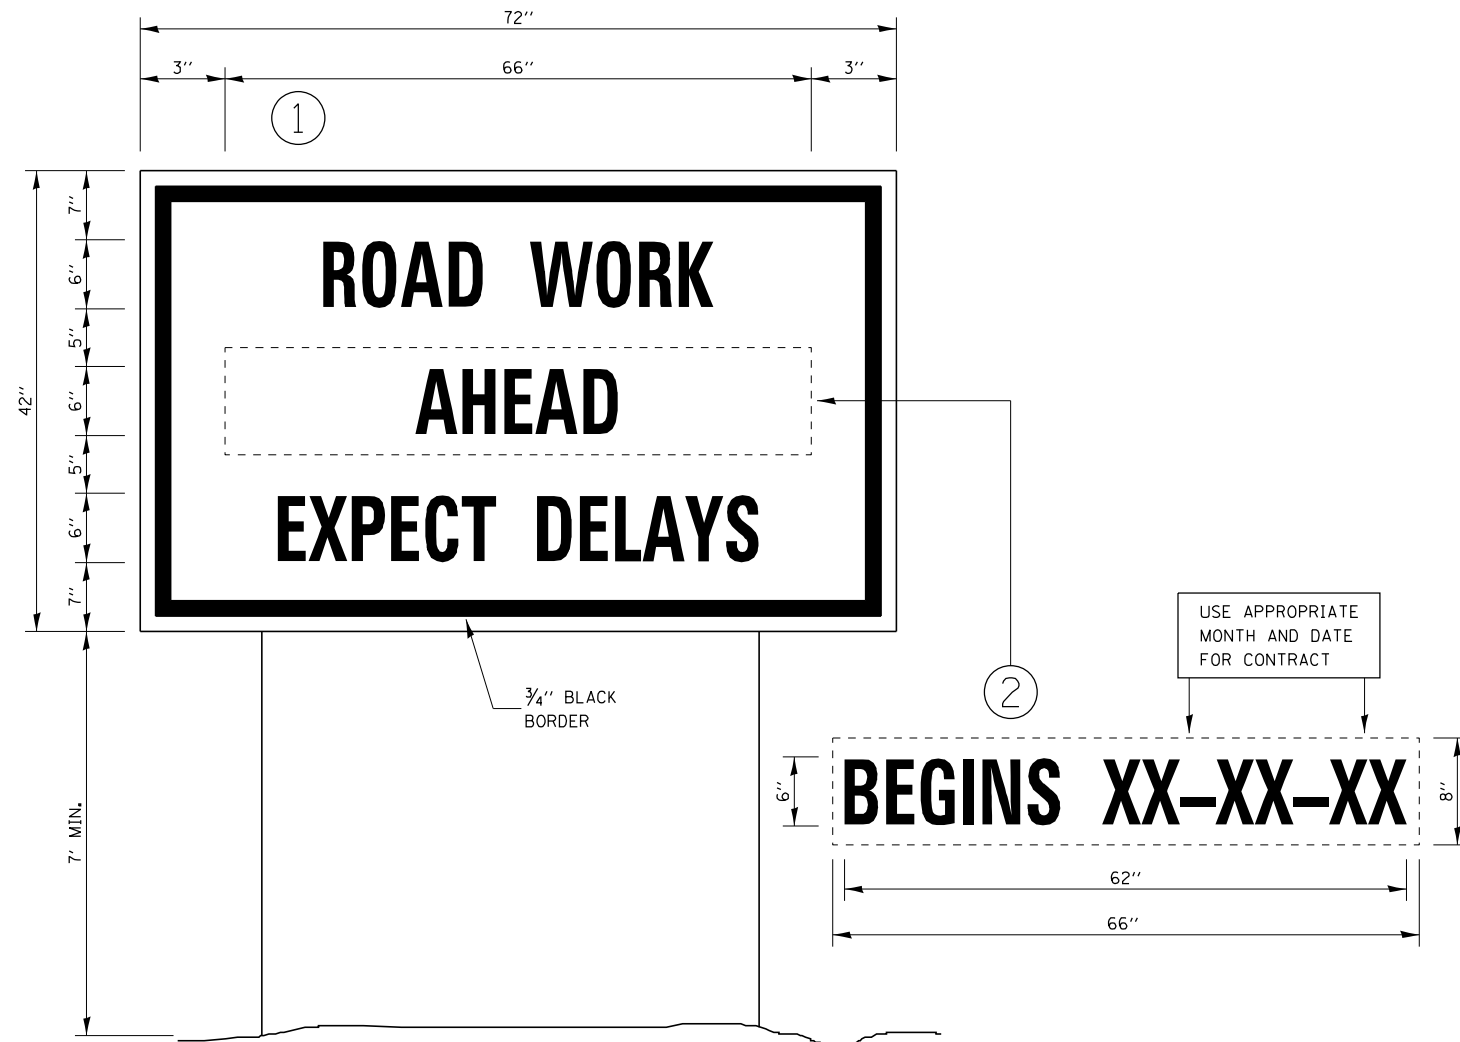 72''
3'' 66'' 3''
1
7''
6''
5''
6''
5''
6''
7''
42''
7' MIN.
ROAD WORK
AHEAD
EXPECT DELAYS
3/4'' BLACK
BORDER
2
USE APPROPRIATE
MONTH AND DATE
FOR CONTRACT
BEGINS XX-XX-XX
6''
8''
62''
66''